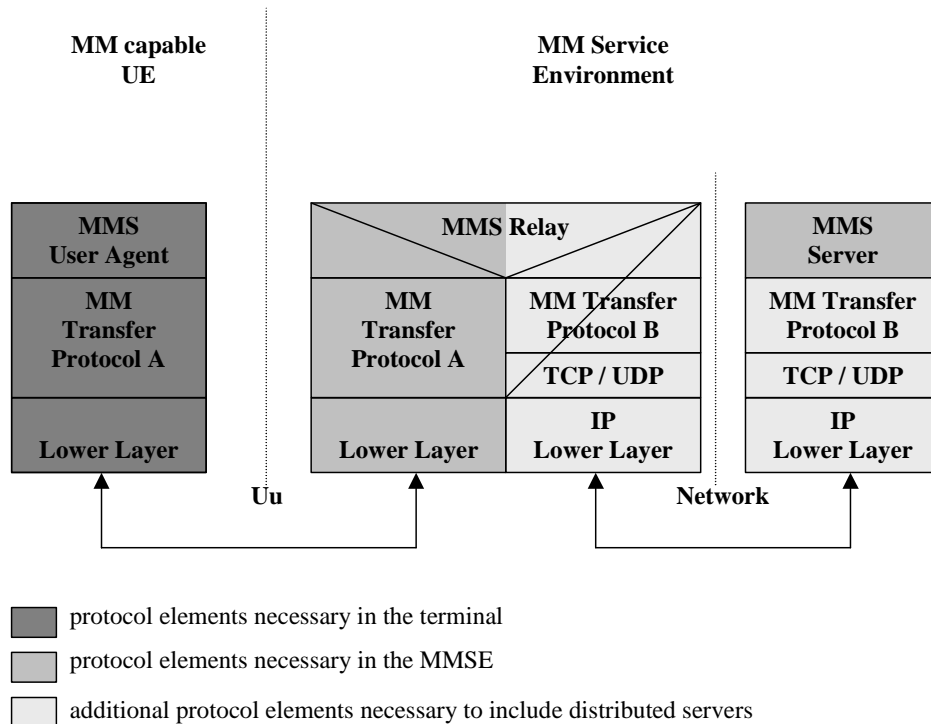 MM capable
UE
MM Service
Environment
MMS
User Agent
MM
Transfer
Protocol A
Lower Layer
MMS Relay
MM
Transfer
Protocol A
Lower Layer
MM Transfer
Protocol B
TCP / UDP
IP
Lower Layer
MMS
Server
MM Transfer
Protocol B
TCP / UDP
IP
Lower Layer
Uu
Network
protocol elements necessary in the terminal
protocol elements necessary in the MMSE
additional protocol elements necessary to include distributed servers